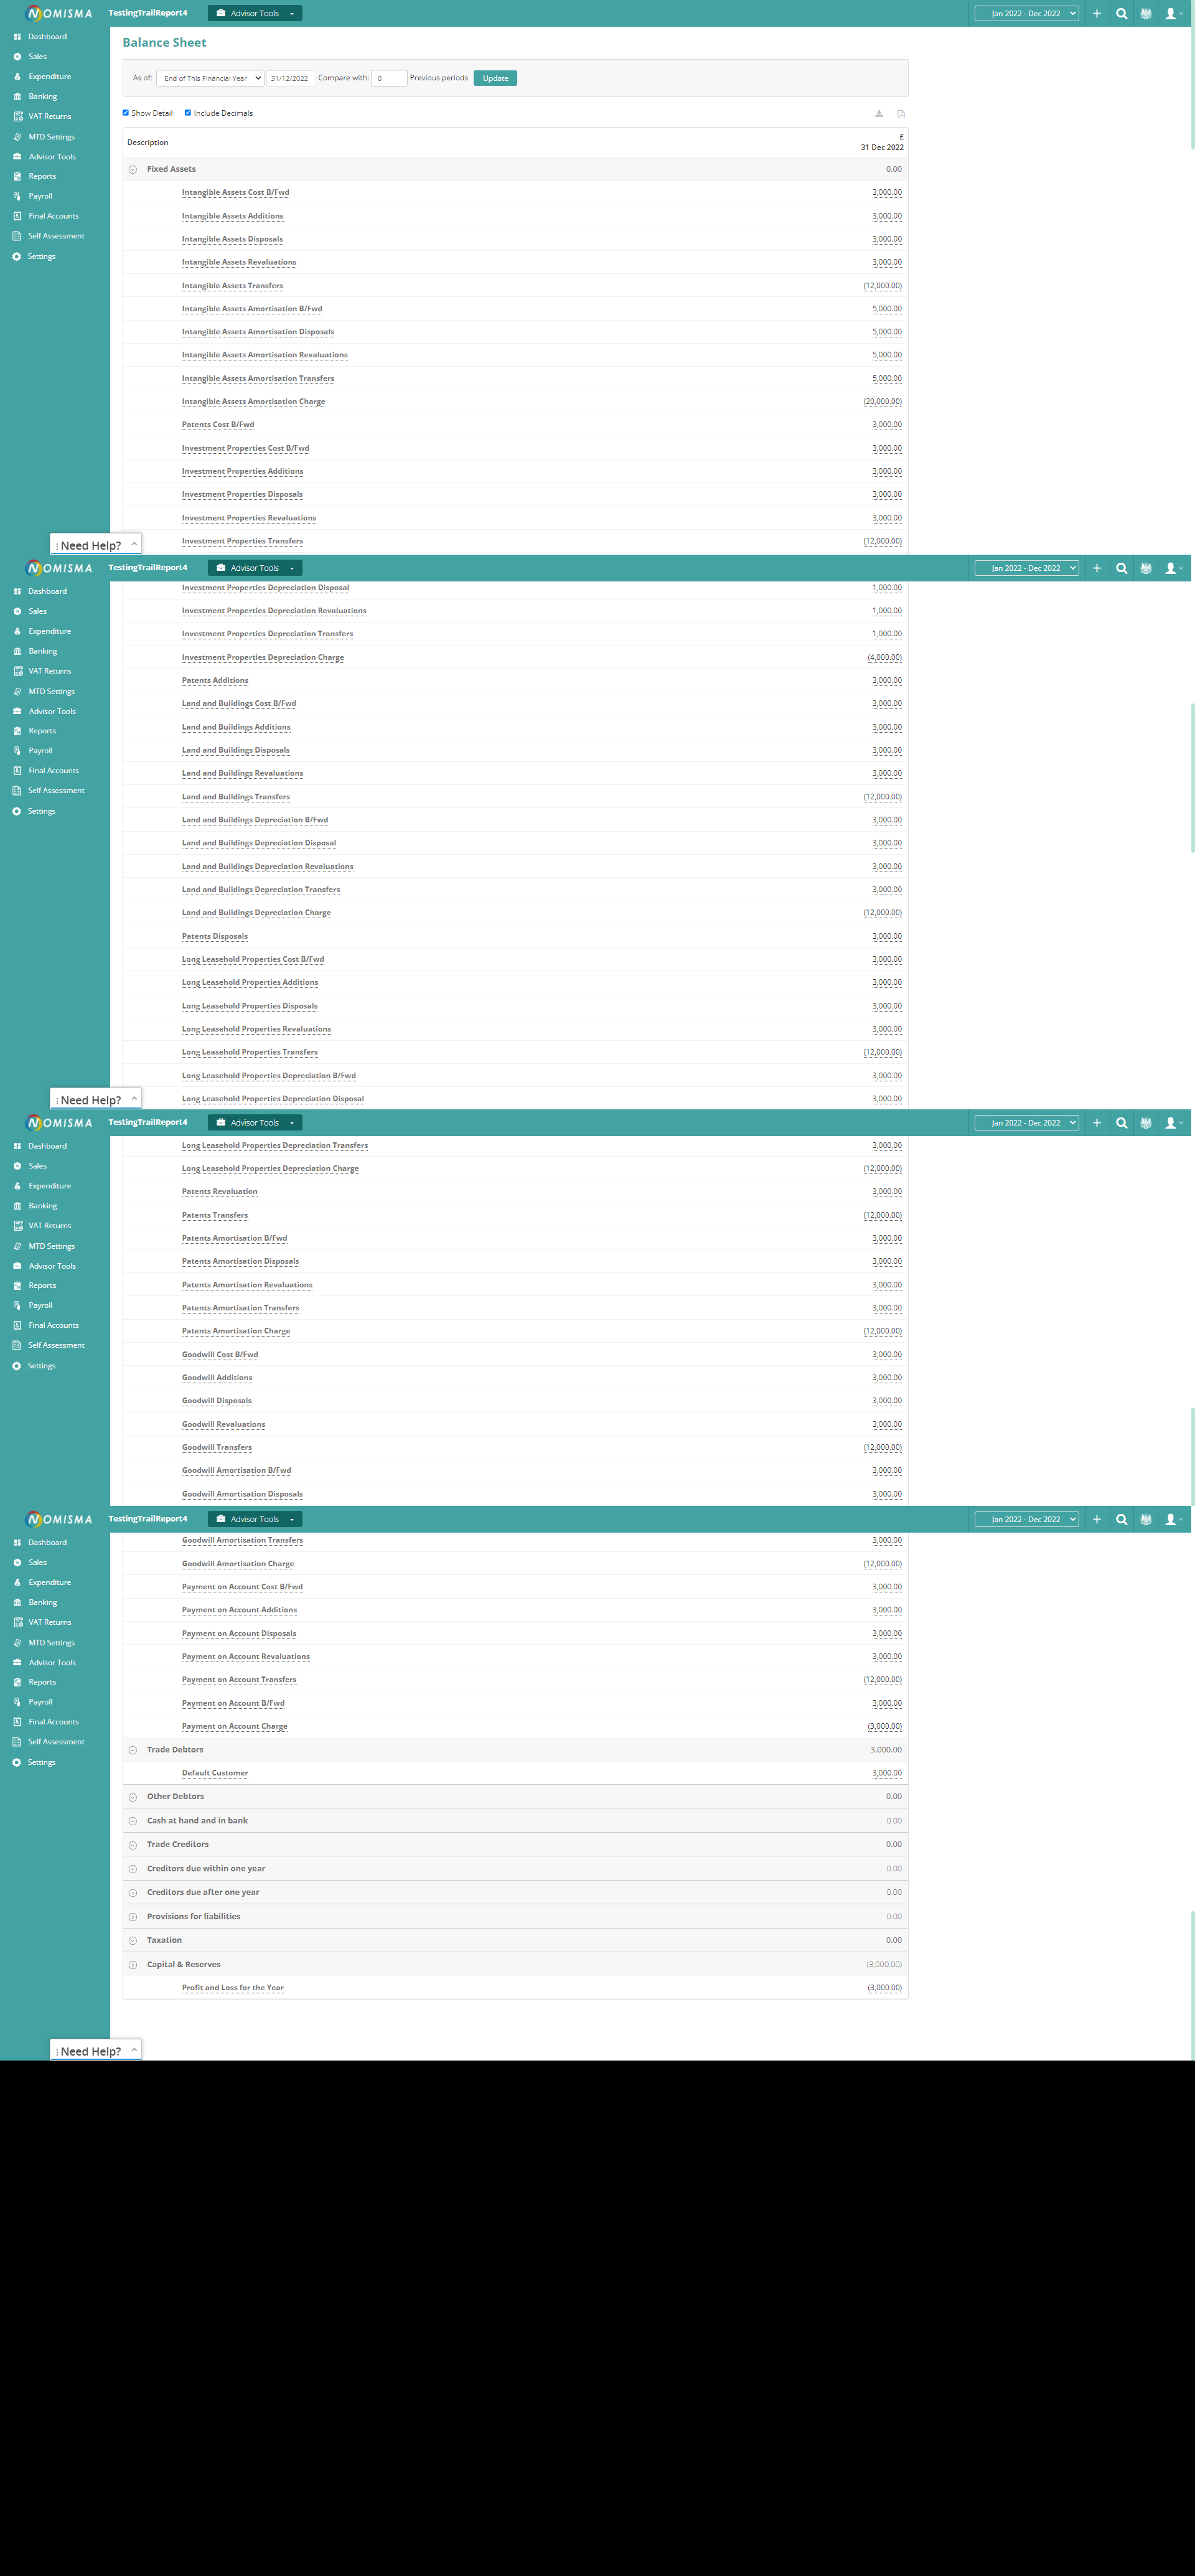 NOMISMA TestingTrailReport4 Advisor Tools Jan 2022 - Dec 2022
Dashboard
Sales
Expenditure
Banking
VAT Returns
MTD Settings
Advisor Tools
Reports
Payroll
Final Accounts
Self Assessment
Settings
Balance Sheet
As of: End of This Financial Year 31/12/2022 Compare with: 0 Previous periods Update
Show Detail Include Decimals
£
Description
31 Dec 2022
Fixed Assets 0.00
Intangible Assets Cost B/Fwd 3,000.00
Intangible Assets Additions 3,000.00
Intangible Assets Disposals 3,000.00
Intangible Assets Revaluations 3,000.00
Intangible Assets Transfers (12,000.00)
Intangible Assets Amortisation B/Fwd 5,000.00
Intangible Assets Amortisation Disposals 5,000.00
Intangible Assets Amortisation Revaluations 5,000.00
Intangible Assets Amortisation Transfers 5,000.00
Intangible Assets Amortisation Charge (20,000.00)
Patents Cost B/Fwd 3,000.00
Investment Properties Cost B/Fwd 3,000.00
Investment Properties Additions 3,000.00
Investment Properties Disposals 3,000.00
Investment Properties Revaluations 3,000.00
Investment Properties Transfers (12,000.00)
Need Help?
NOMISMA TestingTrailReport4 Advisor Tools Jan 2022 - Dec 2022
Dashboard
Sales
Expenditure
Banking
VAT Returns
MTD Settings
Advisor Tools
Reports
Payroll
Final Accounts
Self Assessment
Settings
Investment Properties Depreciation Disposal 1,000.00
Investment Properties Depreciation Revaluations 1,000.00
Investment Properties Depreciation Transfers 1,000.00
Investment Properties Depreciation Charge (4,000.00)
Patents Additions 3,000.00
Land and Buildings Cost B/Fwd 3,000.00
Land and Buildings Additions 3,000.00
Land and Buildings Disposals 3,000.00
Land and Buildings Revaluations 3,000.00
Land and Buildings Transfers (12,000.00)
Land and Buildings Depreciation B/Fwd 3,000.00
Land and Buildings Depreciation Disposal 3,000.00
Land and Buildings Depreciation Revaluations 3,000.00
Land and Buildings Depreciation Transfers 3,000.00
Land and Buildings Depreciation Charge (12,000.00)
Patents Disposals 3,000.00
Long Leasehold Properties Cost B/Fwd 3,000.00
Long Leasehold Properties Additions 3,000.00
Long Leasehold Properties Disposals 3,000.00
Long Leasehold Properties Revaluations 3,000.00
Long Leasehold Properties Transfers (12,000.00)
Long Leasehold Properties Depreciation B/Fwd 3,000.00
Long Leasehold Properties Depreciation Disposal 3,000.00
Need Help?
NOMISMA TestingTrailReport4 Advisor Tools Jan 2022 - Dec 2022
Dashboard
Sales
Expenditure
Banking
VAT Returns
MTD Settings
Advisor Tools
Reports
Payroll
Final Accounts
Self Assessment
Settings
Long Leasehold Properties Depreciation Transfers 3,000.00
Long Leasehold Properties Depreciation Charge (12,000.00)
Patents Revaluation 3,000.00
Patents Transfers (12,000.00)
Patents Amortisation B/Fwd 3,000.00
Patents Amortisation Disposals 3,000.00
Patents Amortisation Revaluations 3,000.00
Patents Amortisation Transfers 3,000.00
Patents Amortisation Charge (12,000.00)
Goodwill Cost B/Fwd 3,000.00
Goodwill Additions 3,000.00
Goodwill Disposals 3,000.00
Goodwill Revaluations 3,000.00
Goodwill Transfers (12,000.00)
Goodwill Amortisation B/Fwd 3,000.00
Goodwill Amortisation Disposals 3,000.00
NOMISMA TestingTrailReport4 Advisor Tools Jan 2022 - Dec 2022
Dashboard
Sales
Expenditure
Banking
VAT Returns
MTD Settings
Advisor Tools
Reports
Payroll
Final Accounts
Self Assessment
Settings
Goodwill Amortisation Transfers 3,000.00
Goodwill Amortisation Charge (12,000.00)
Payment on Account Cost B/Fwd 3,000.00
Payment on Account Additions 3,000.00
Payment on Account Disposals 3,000.00
Payment on Account Revaluations 3,000.00
Payment on Account Transfers (12,000.00)
Payment on Account B/Fwd 3,000.00
Payment on Account Charge (3,000.00)
Trade Debtors 3,000.00
Default Customer 3,000.00
Other Debtors 0.00
Cash at hand and in bank 0.00
Trade Creditors 0.00
Creditors due within one year 0.00
Creditors due after one year 0.00
Provisions for liabilities 0.00
Taxation 0.00
Capital & Reserves (3,000.00)
Profit and Loss for the Year (3,000.00)
Need Help?